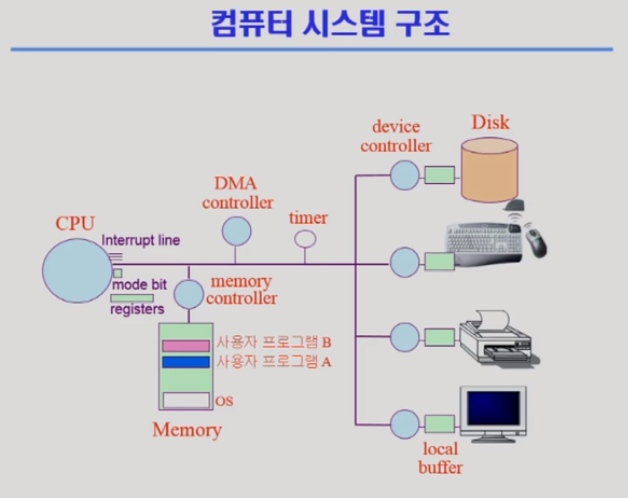 컴퓨터 시스템 구조
device
controller
Disk
DMA
controller
timer
CPU
Interrupt line
mode bit
registers
memory
controller
사용자 프로그램 B
사용자 프로그램 A
OS
Memory
local
buffer